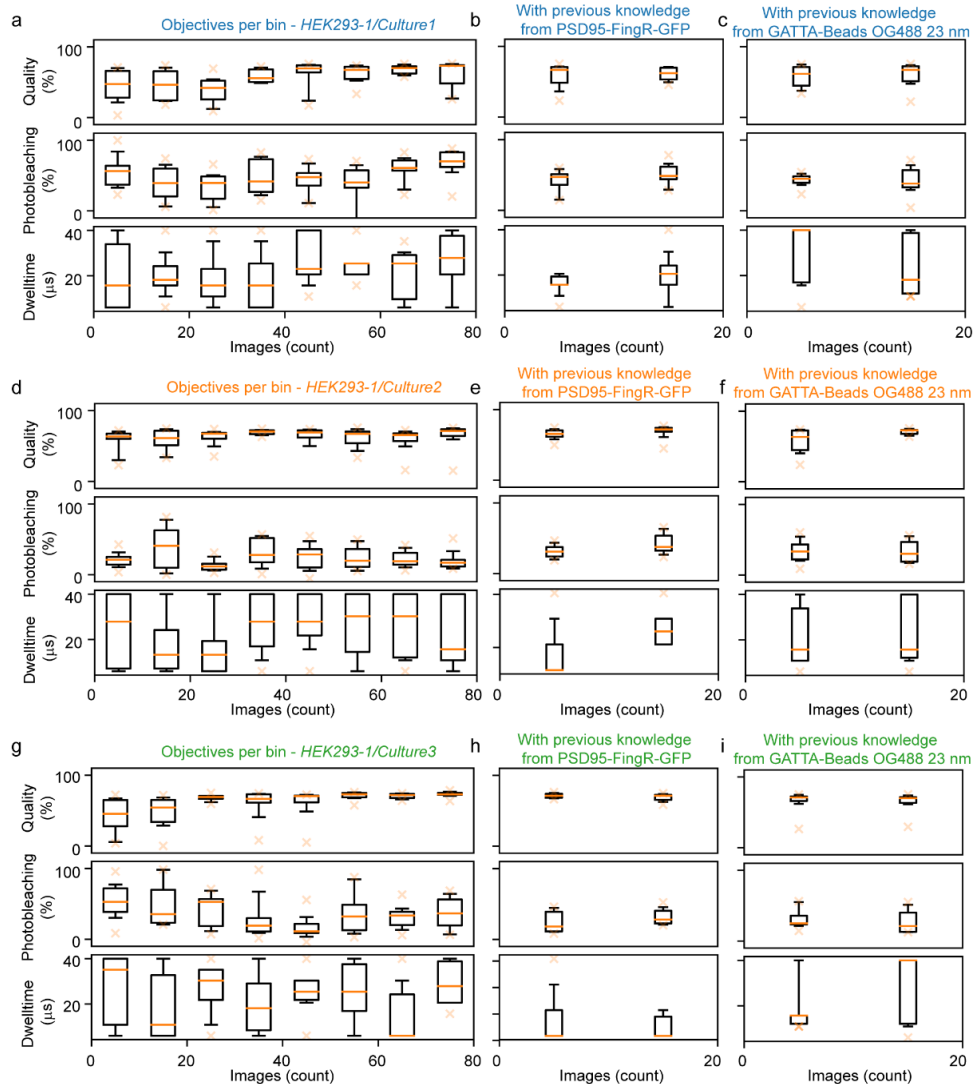 a
Objectives per bin - HEK293-1/Culture1
b
With previous knowledge
from PSD95-FingR-GFP
c
With previous knowledge
from GATTA-Beads OG488 23 nm
Quality
(%)
100
0
Photobleaching
(%)
100
0
Dwelltime
(µs)
40
20
0 20 40 60 80
Images (count)
0 20
Images (count)
0 20
Images (count)
d
Objectives per bin - HEK293-1/Culture2
e
With previous knowledge
from PSD95-FingR-GFP
f
With previous knowledge
from GATTA-Beads OG488 23 nm
Quality
(%)
100
0
Photobleaching
(%)
100
0
Dwelltime
(µs)
40
20
0 20 40 60 80
Images (count)
0 20
Images (count)
0 20
Images (count)
g
Objectives per bin - HEK293-1/Culture3
h
With previous knowledge
from PSD95-FingR-GFP
i
With previous knowledge
from GATTA-Beads OG488 23 nm
Quality
(%)
100
0
Photobleaching
(%)
100
0
Dwelltime
(µs)
40
20
0 20 40 60 80
Images (count)
0 20
Images (count)
0 20
Images (count)